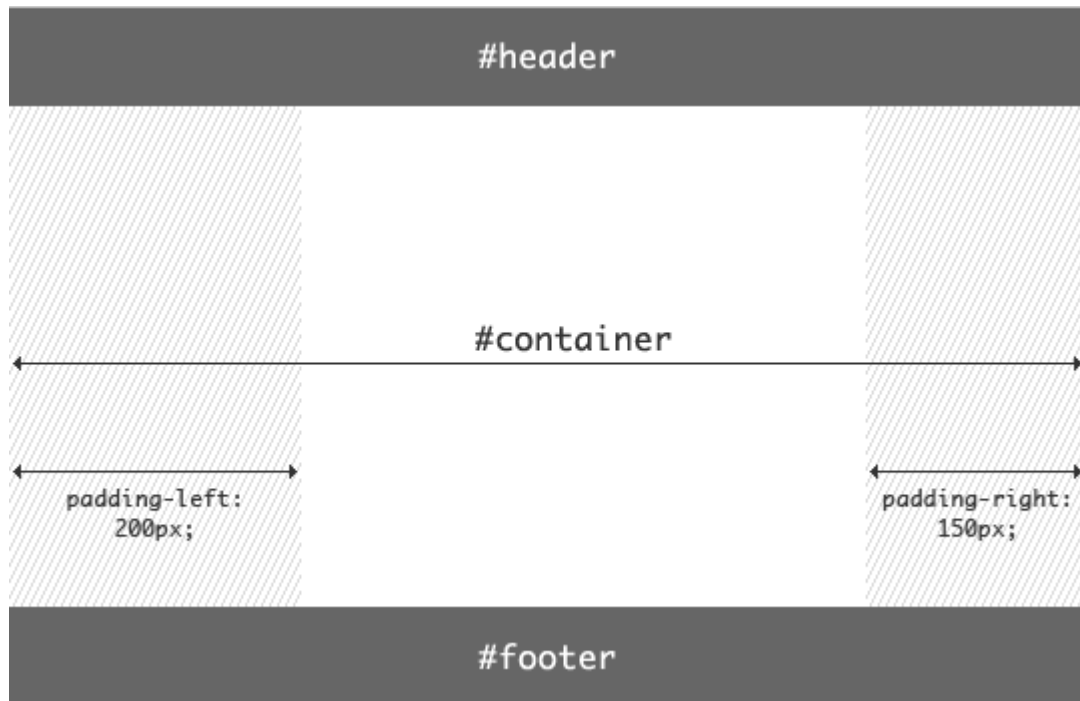 #header
#container
padding-left:
200px;
padding-right:
150px;
#footer